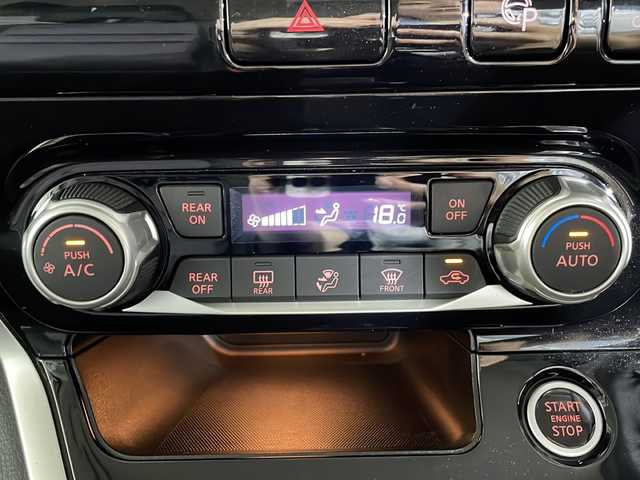 REAR
ON
18.0
°C
ON
OFF
PUSH
A/C
PUSH
AUTO
REAR
OFF
REAR
FRONT
START
ENGINE
STOP